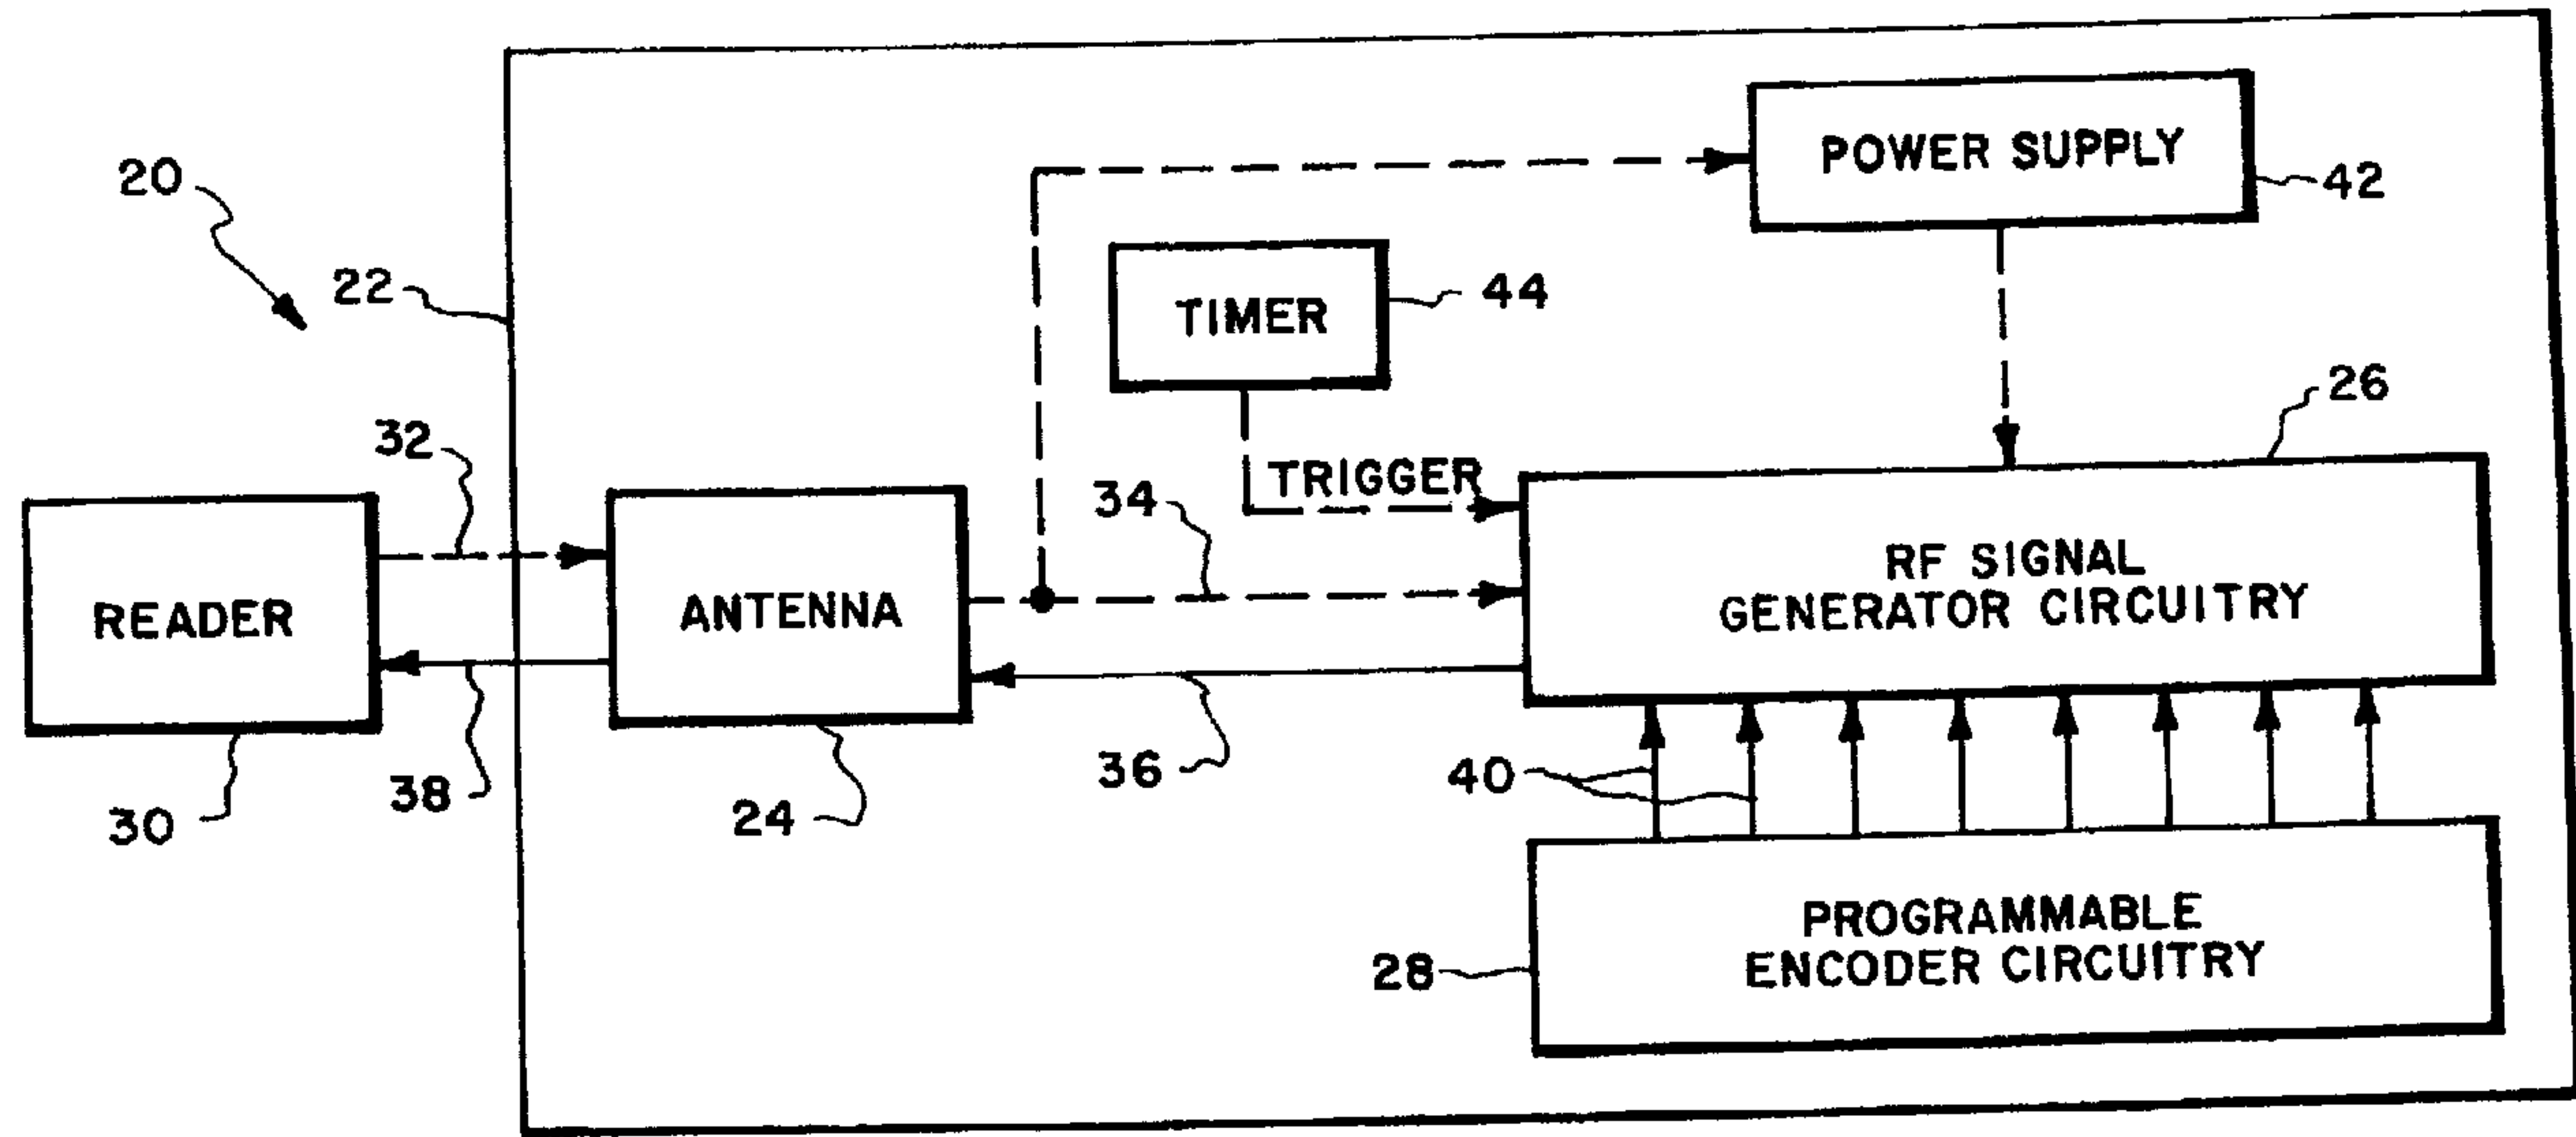 20
22
POWER SUPPLY
42
TIMER
44
26
32
34
TRIGGER
READER
ANTENNA
RF SIGNAL
GENERATOR CIRCUITRY
30
38
24
36
40
28
PROGRAMMABLE
ENCODER CIRCUITRY